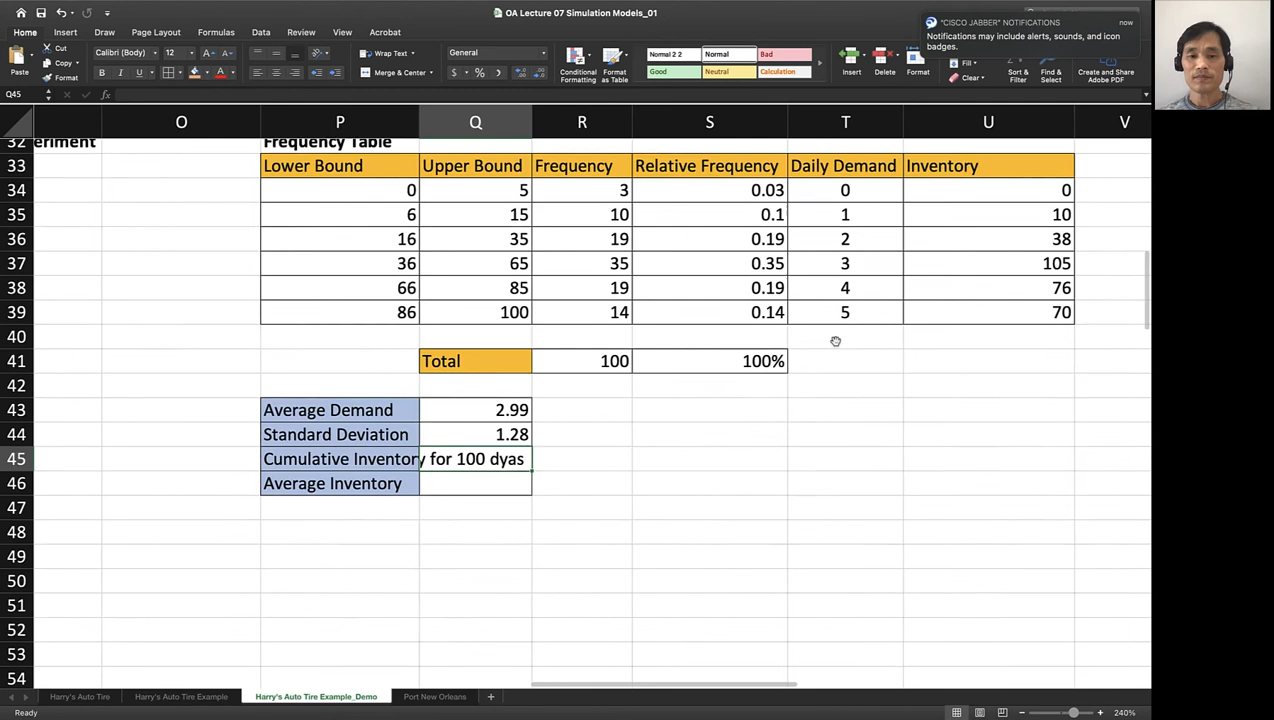 OA Lecture 07 Simulation Models_01
"CISCO JABBER" NOTIFICATIONS now
Notifications may include alerts, sounds, and icon
badges.
Home Insert Draw Page Layout Formulas Data Review View Acrobat
Paste Cut Copy Format
Calibri (Body) 12 A A Wrap Text General
B I U A Merge & Center $ % )
Conditional Formatting Format as Table
Normal 2 2 Normal Bad
Good Neutral Calculation
Insert Delete Format Fill Clear Sort & Filter Find & Select Create and Share Adobe PDF
Q45 fx
O P Q R S T U V
32 eriment Frequency Table
33 Lower Bound Upper Bound Frequency Relative Frequency Daily Demand Inventory
34 0 5 3 0.03 0 0
35 6 15 10 0.1 1 10
36 16 35 19 0.19 2 38
37 36 65 35 0.35 3 105
38 66 85 19 0.19 4 76
39 86 100 14 0.14 5 70
40
41 Total 100 100%
42
43 Average Demand 2.99
44 Standard Deviation 1.28
45 Cumulative Inventory for 100 dyas
46 Average Inventory
47
48
49
50
51
52
53
54
Harry's Auto Tire Harry's Auto Tire Example Harry's Auto Tire Example_Demo Port New Orleans +
Ready 240%